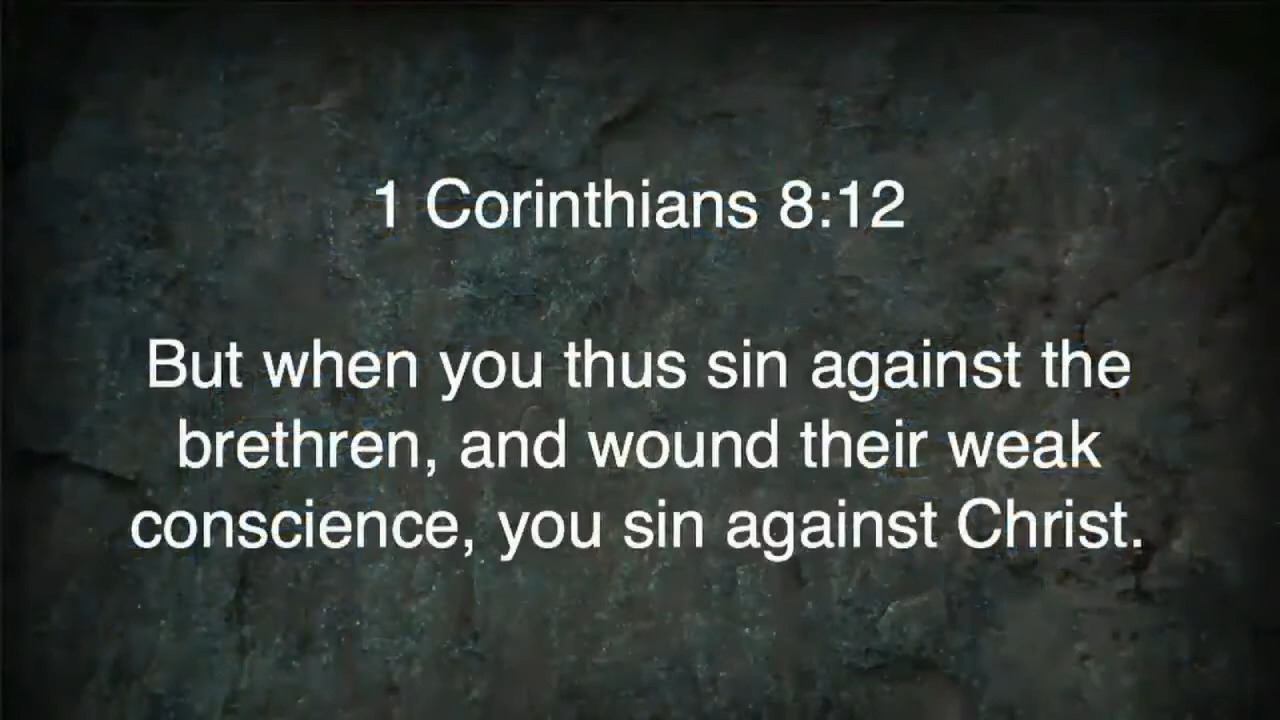 1 Corinthians 8:12
But when you thus sin against the
brethren, and wound their weak
conscience, you sin against Christ.